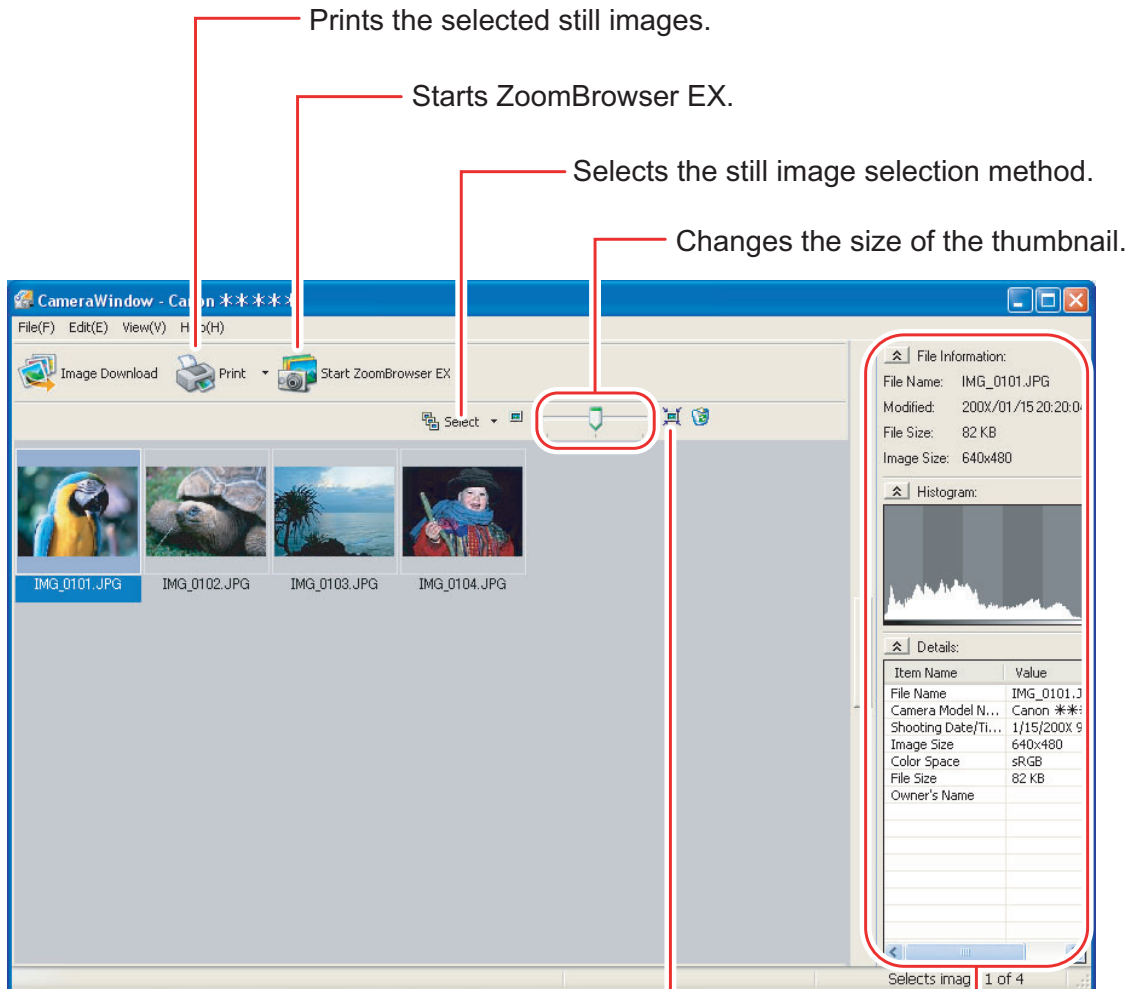 Prints the selected still images.
Starts ZoomBrowser EX.
Selects the still image selection method.
Changes the size of the thumbnail.
CameraWindow - Canon ✳✳✳✳✳
File(F) Edit(E) View(V) Help(H)
Image Download Print Start ZoomBrowser EX
Select
IMG_0101.JPG IMG_0102.JPG IMG_0103.JPG IMG_0104.JPG
File Information:
File Name: IMG_0101.JPG
Modified: 200X/01/15 20:20:0
File Size: 82 KB
Image Size: 640x480
Histogram:
Details:
Item Name Value
File Name IMG_0101.J
Camera Model N... Canon ✳✳
Shooting Date/Ti... 1/15/200X 9
Image Size 640x480
Color Space sRGB
File Size 82 KB
Owner's Name
Selects imag 1 of 4